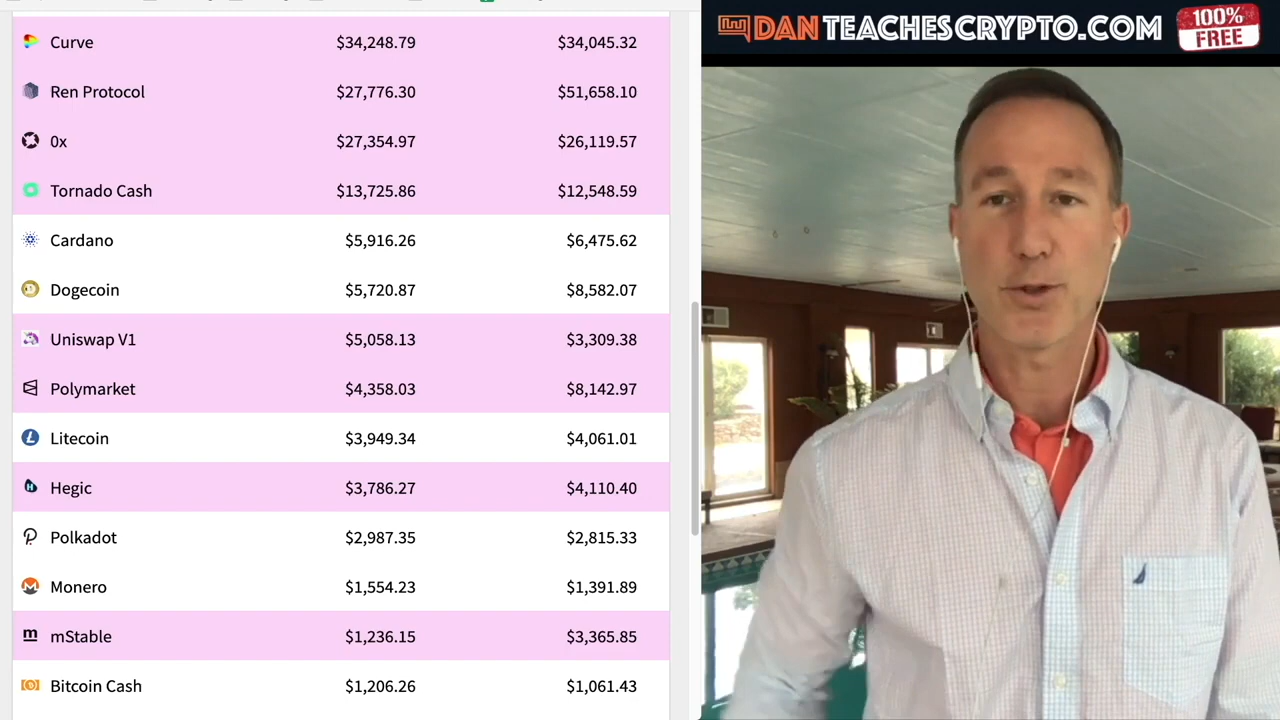 Curve $34,248.79 $34,045.32
Ren Protocol $27,776.30 $51,658.10
0x $27,354.97 $26,119.57
Tornado Cash $13,725.86 $12,548.59
Cardano $5,916.26 $6,475.62
Dogecoin $5,720.87 $8,582.07
Uniswap V1 $5,058.13 $3,309.38
Polymarket $4,358.03 $8,142.97
Litecoin $3,949.34 $4,061.01
Hegic $3,786.27 $4,110.40
Polkadot $2,987.35 $2,815.33
Monero $1,554.23 $1,391.89
m mStable $1,236.15 $3,365.85
Bitcoin Cash $1,206.26 $1,061.43
DANTEACHESCRYPTO.COM
100%
FREE